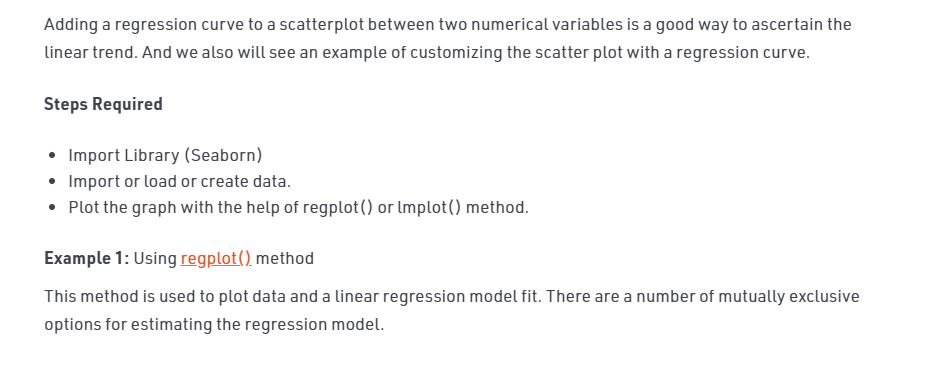 Adding a regression curve to a scatterplot between two numerical variables is a good way to ascertain the
linear trend. And we also will see an example of customizing the scatter plot with a regression curve.
Steps Required
• Import Library (Seaborn)
• Import or load or create data.
• Plot the graph with the help of regplot() or lmplot() method.
Example 1: Using regplot() method
This method is used to plot data and a linear regression model fit. There are a number of mutually exclusive
options for estimating the regression model.